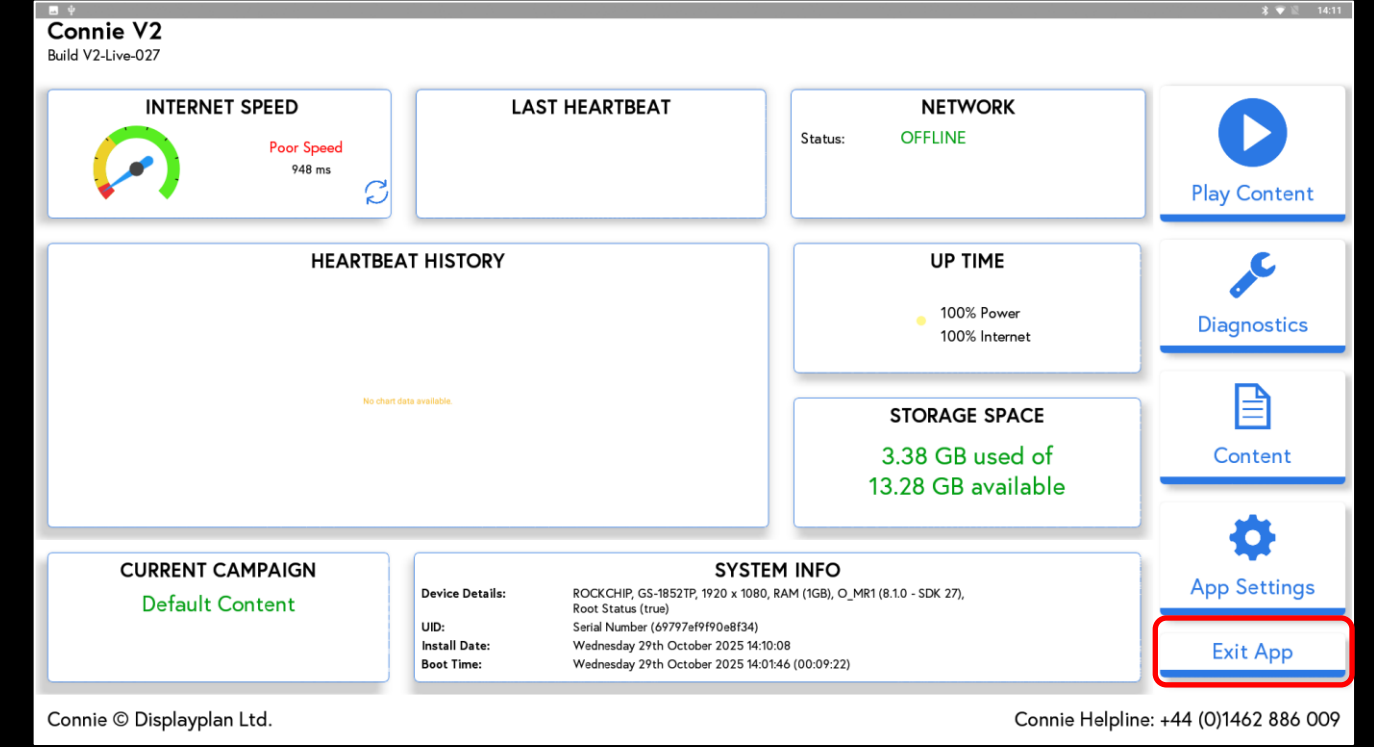 14:11
Connie V2
Build V2-Live-027
INTERNET SPEED
Poor Speed
948 ms
LAST HEARTBEAT
NETWORK
Status: OFFLINE
Play Content
HEARTBEAT HISTORY
No chart data available.
UP TIME
100% Power
100% Internet
Diagnostics
STORAGE SPACE
3.38 GB used of
13.28 GB available
Content
CURRENT CAMPAIGN
Default Content
SYSTEM INFO
Device Details: ROCKCHIP, GS-1852TP, 1920 x 1080, RAM (1GB), O_MR1 (8.1.0 - SDK 27),
Root Status (true)
UID: Serial Number (69797ef9f90e8f34)
Install Date: Wednesday 29th October 2025 14:10:08
Boot Time: Wednesday 29th October 2025 14:01:46 (00:09:22)
App Settings
Exit App
Connie © Displayplan Ltd.
Connie Helpline: +44 (0)1462 886 009